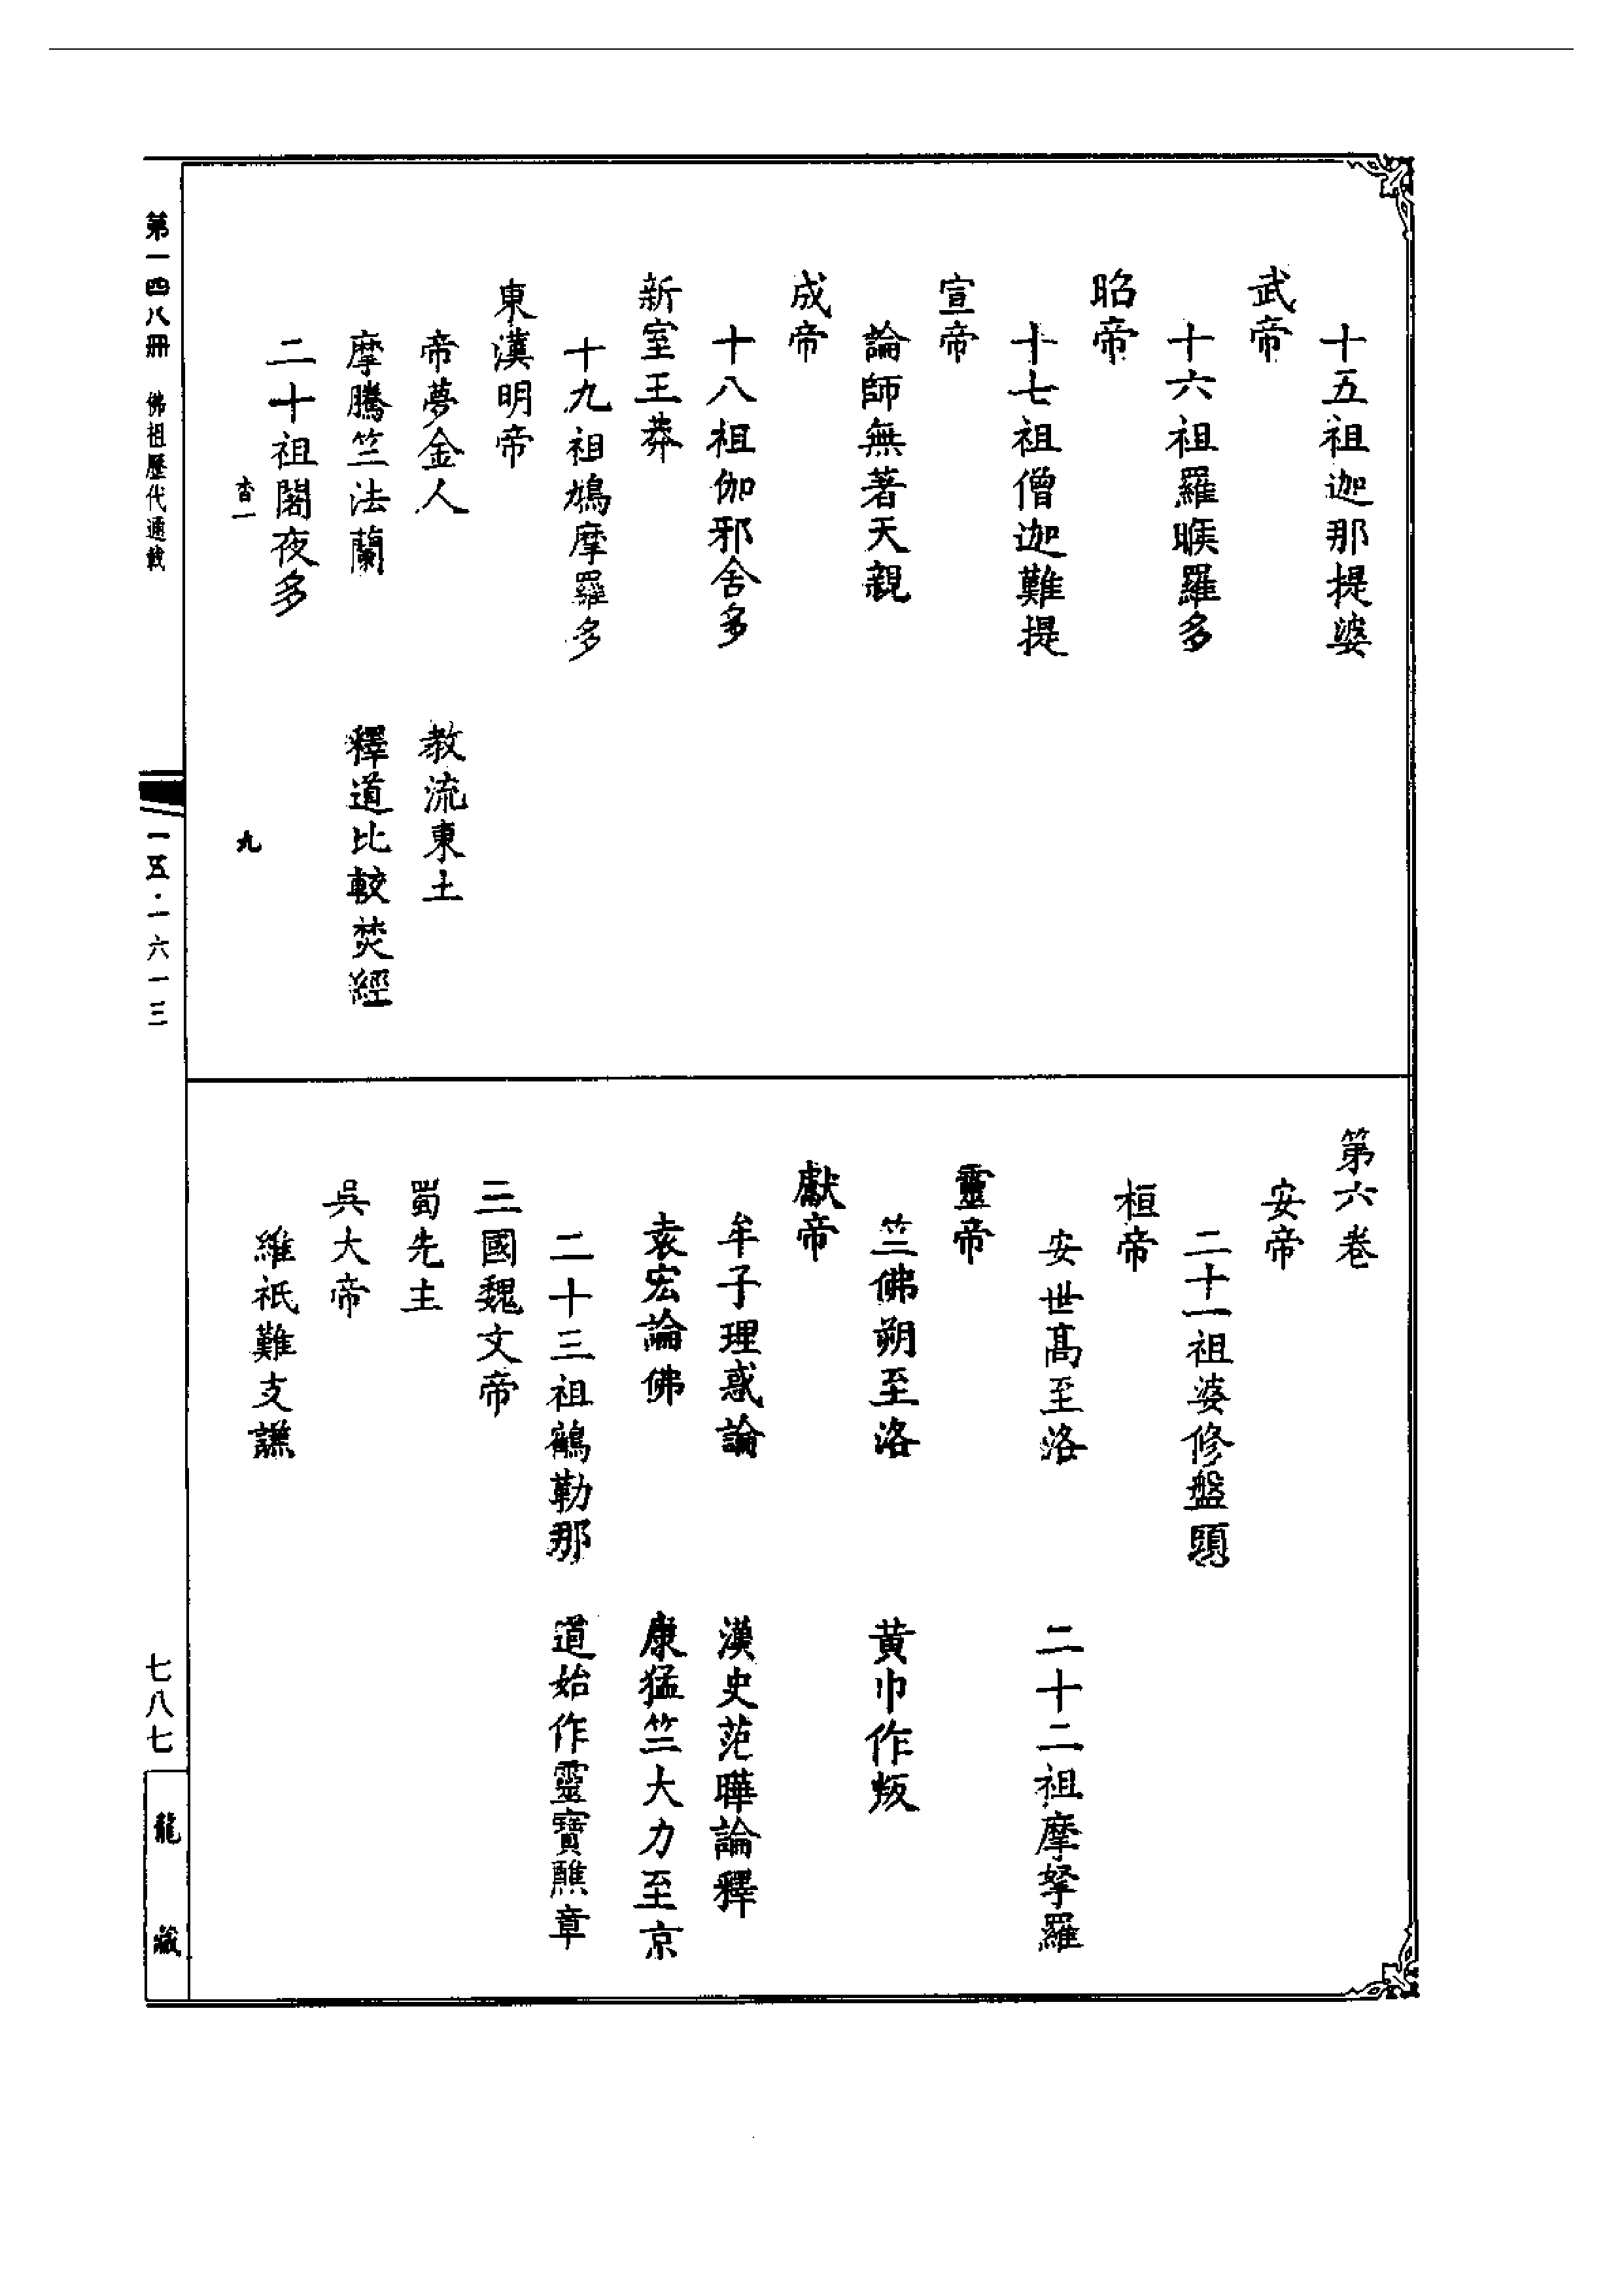 十五祖迦那提婆
武帝
十六祖羅睺羅多
昭帝
十七祖僧迦難提
宣帝
論師無著天親
成帝
十八祖伽邪舍多
新室王莽
十九祖鳩摩羅多
東漢明帝
帝夢金人　教流東土
摩騰竺法蘭　釋道比較焚經
二十祖闍夜多
杳一　九
第六卷
安帝
二十一祖婆修盤頭
桓帝
安世高至洛　二十二祖摩拏羅
靈帝
竺佛朔至洛　黃巾作叛
獻帝
牟子理惑論　漢史范曄論釋
袁宏論佛　康猛竺大力至京
二十三祖鶴勒那　道始作靈寶醮章
三國魏文帝
蜀先主
吳大帝
維祇難支謙
第一四八冊　佛祖歷代通載
一五・一六一三
七八七
龍藏